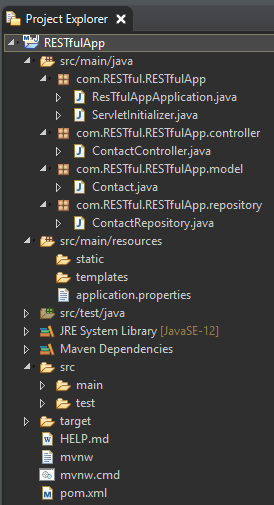 Project Explorer
RESTfulApp
src/main/java
com.RESTful.RESTfulApp
ResTfulAppApplication.java
ServletInitializer.java
com.RESTful.RESTfulApp.controller
ContactController.java
com.RESTful.RESTfulApp.model
Contact.java
com.RESTful.RESTfulApp.repository
ContactRepository.java
src/main/resources
static
templates
application.properties
src/test/java
JRE System Library [JavaSE-12]
Maven Dependencies
src
main
test
target
HELP.md
mvnw
mvnw.cmd
pom.xml